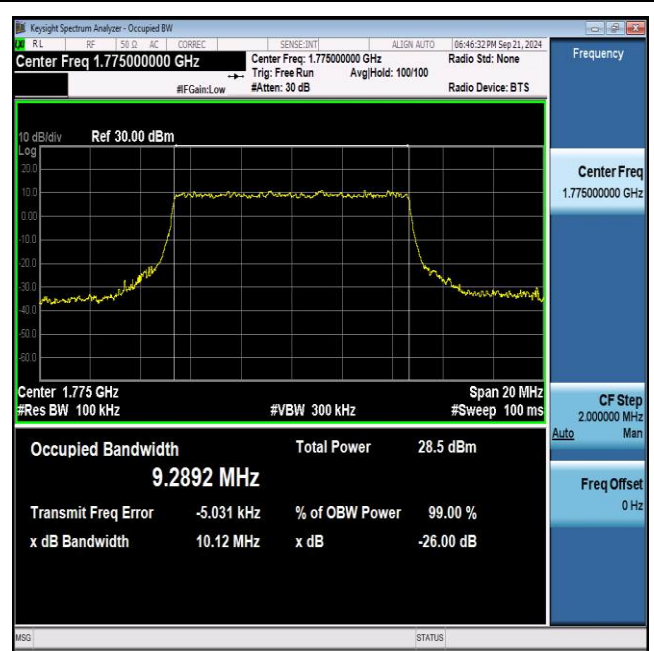 Keysight Spectrum Analyzer - Occupied BW
RL RF 50 Ω AC CORREC SENSE:INT ALIGN AUTO 06:46:32 PM Sep 21, 2024
Center Freq 1.775000000 GHz
Center Freq: 1.775000000 GHz
Radio Std: None
Trig: Free Run Avg|Hold: 100/100
#IFGain:Low
#Atten: 30 dB
Radio Device: BTS
10 dB/div Ref 30.00 dBm
Log
20.0
10.0
0.00
-10.0
-20.0
-30.0
-40.0
-50.0
-60.0
Center 1.775 GHz Span 20 MHz
#Res BW 100 kHz #VBW 300 kHz #Sweep 100 ms
Occupied Bandwidth Total Power 28.5 dBm
9.2892 MHz
Transmit Freq Error -5.031 kHz % of OBW Power 99.00 %
x dB Bandwidth 10.12 MHz x dB -26.00 dB
MSG STATUS
Frequency
Center Freq
1.775000000 GHz
CF Step
2.000000 MHz
Auto Man
Freq Offset
0 Hz